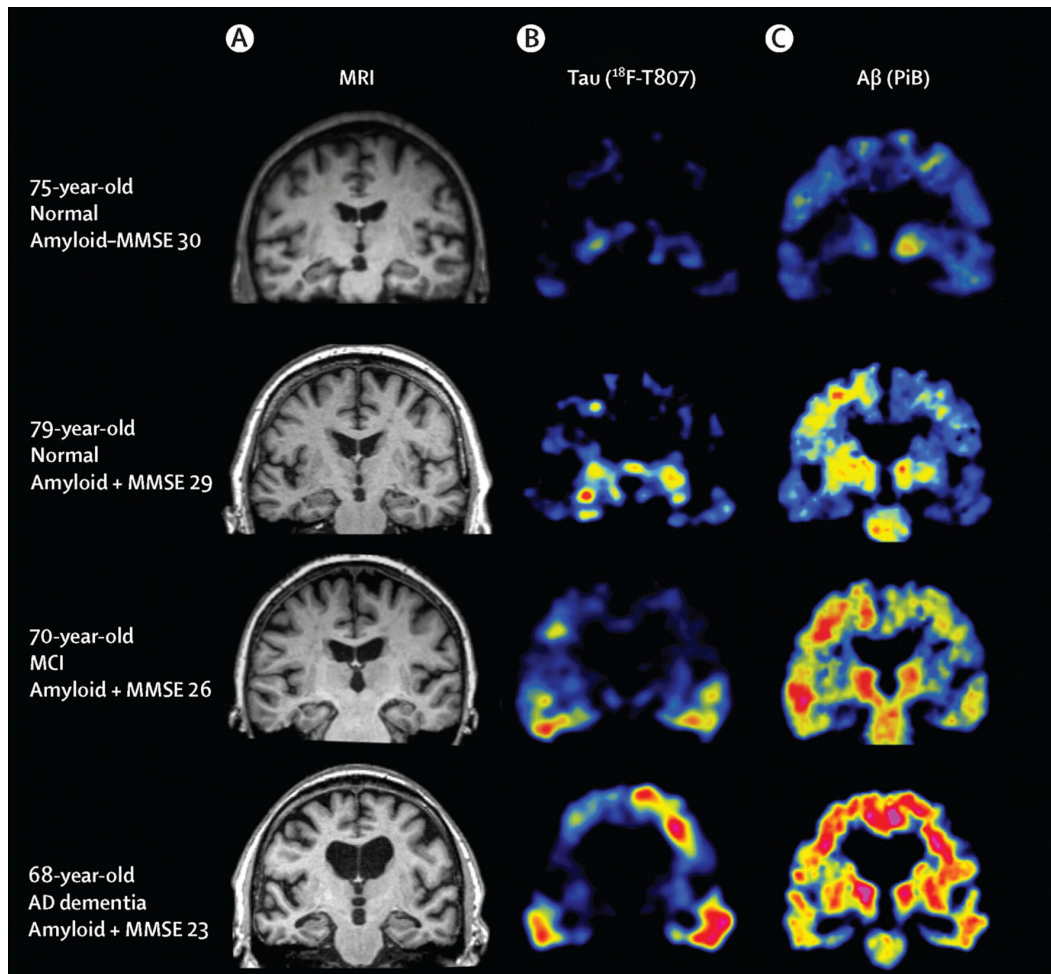 A
B
C
MRI
Tau (¹⁸F-T807)
Aβ (PiB)
75-year-old
Normal
Amyloid–MMSE 30
79-year-old
Normal
Amyloid + MMSE 29
70-year-old
MCI
Amyloid + MMSE 26
68-year-old
AD dementia
Amyloid + MMSE 23